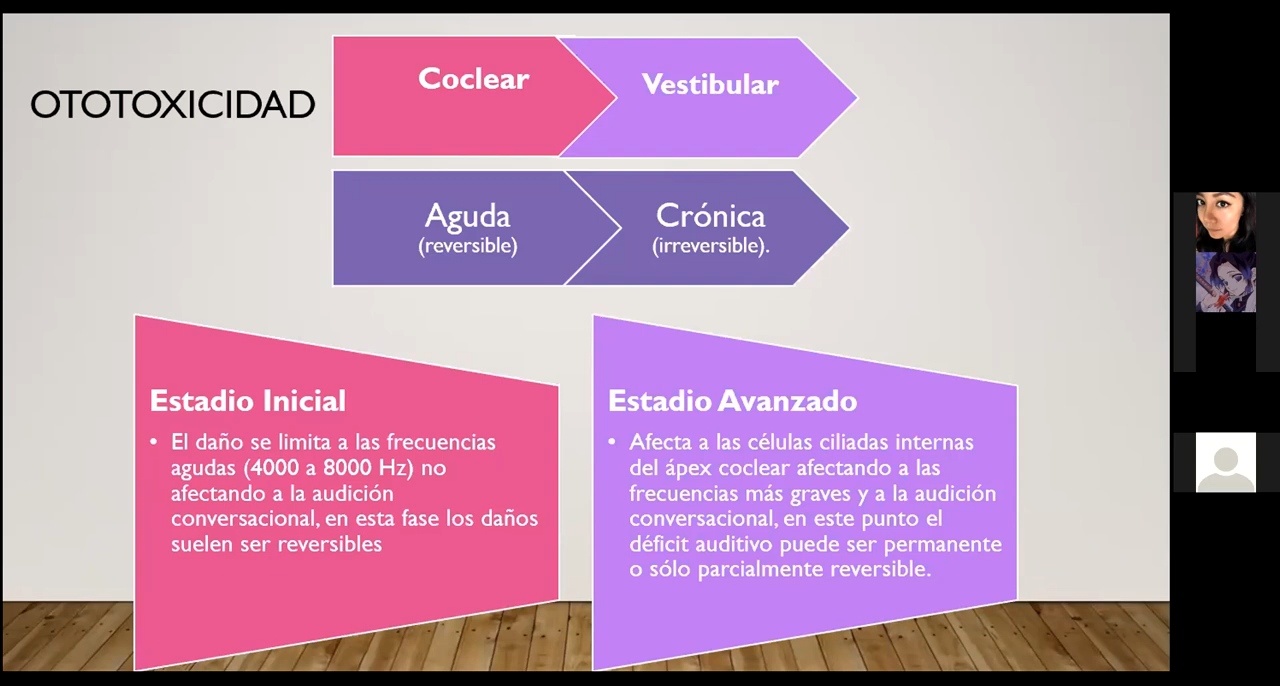 OTOTOXICIDAD
Coclear
Vestibular
Aguda
(reversible)
Crónica
(irreversible).
Estadio Inicial
• El daño se limita a las frecuencias
agudas (4000 a 8000 Hz) no
afectando a la audición
conversacional, en esta fase los daños
suelen ser reversibles
Estadio Avanzado
• Afecta a las células ciliadas internas
del ápex coclear afectando a las
frecuencias más graves y a la audición
conversacional, en este punto el
déficit auditivo puede ser permanente
o sólo parcialmente reversible.